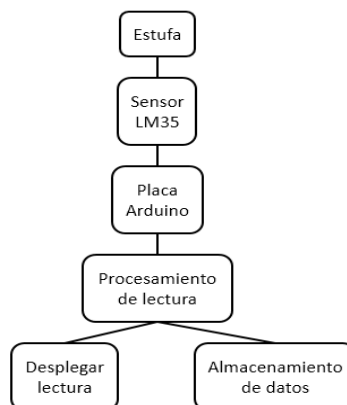 Estufa
Sensor
LM35
Placa
Arduino
Procesamiento
de lectura
Desplegar
lectura
Almacenamiento
de datos